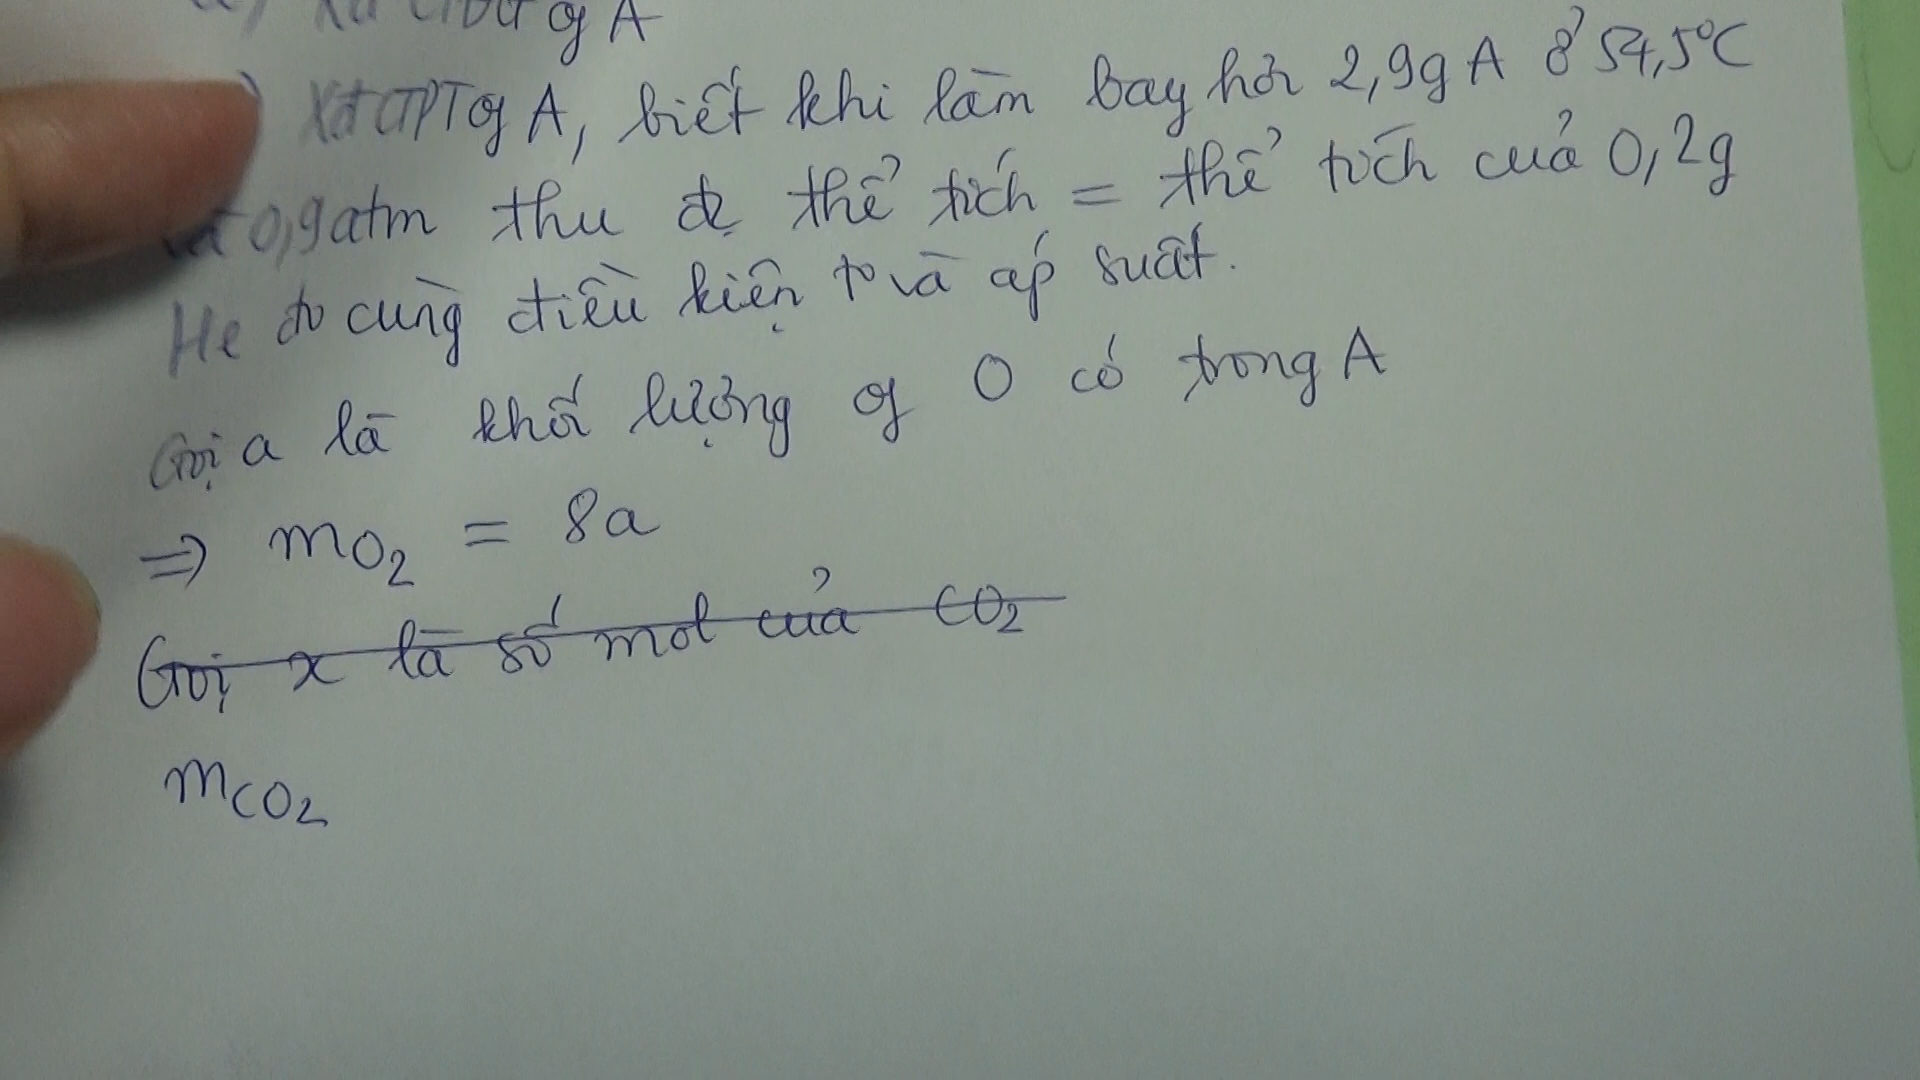 of A
Xđ CTPT of A, biết khi làm bay hơi 2,9g A ở 54,5°C
0,9atm thu đc thể tích = thể tích của 0,2g
He đo cùng điều kiện to và áp suất.
Gọi a là khối lượng of O có trong A
=> mO2 = 8a
Gọi x là số mol của CO2
mCO2